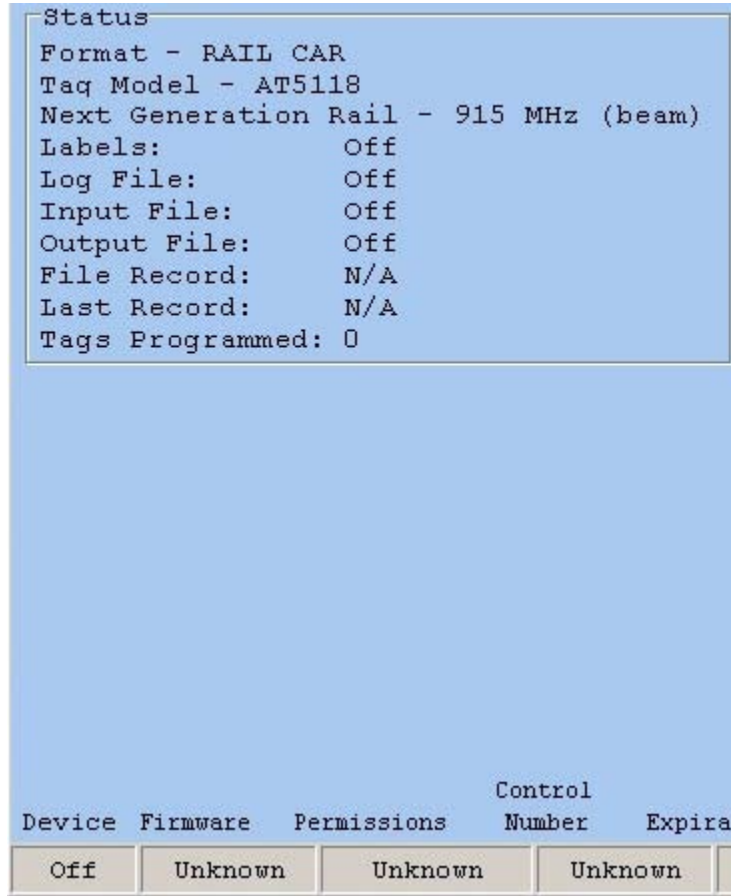 Status
Format - RAIL CAR
Tag Model - AT5118
Next Generation Rail - 915 MHz (beam)
Labels: Off
Log File: Off
Input File: Off
Output File: Off
File Record: N/A
Last Record: N/A
Tags Programmed: 0
Control
Device Firmware Permissions Number Expira
Off Unknown Unknown Unknown